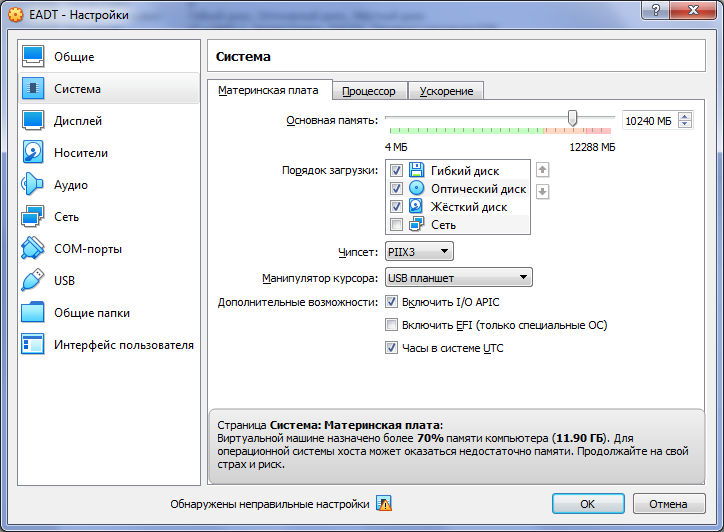 EADT - Настройки
Общие
Система
Дисплей
Носители
Аудио
Сеть
COM-порты
USB
Общие папки
Интерфейс пользователя
Система
Материнская плата
Процессор
Ускорение
Основная память:
10240 МБ
4 МБ
12288 МБ
Порядок загрузки:
Гибкий диск
Оптический диск
Жёсткий диск
Сеть
Чипсет:
PIIX3
Манипулятор курсора:
USB планшет
Дополнительные возможности:
Включить I/O APIC
Включить EFI (только специальные ОС)
Часы в системе UTC
Страница Система: Материнская плата:
Виртуальной машине назначено более 70% памяти компьютера (11.90 ГБ). Для
операционной системы хоста может оказаться недостаточно памяти. Продолжайте на свой
страх и риск.
Обнаружены неправильные настройки
OK
Отмена